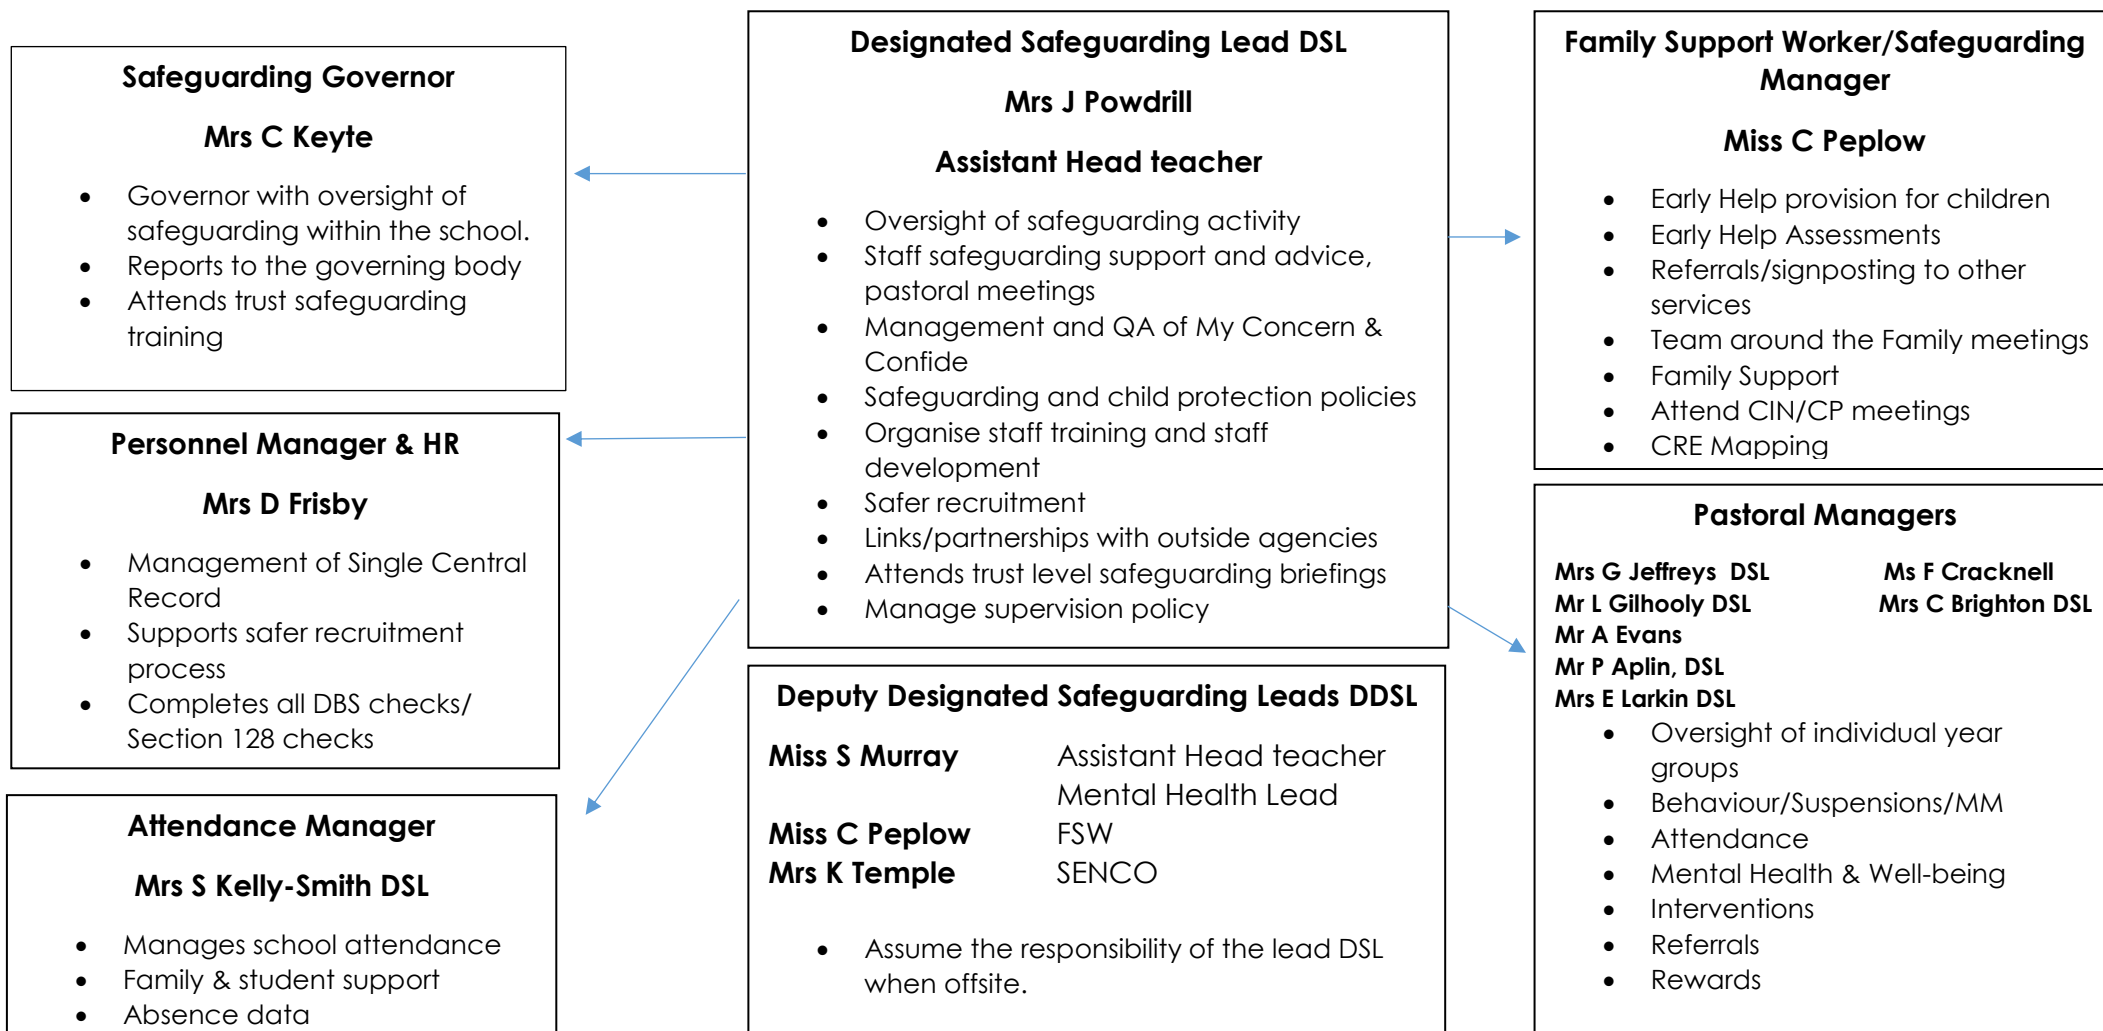 Safeguarding Governor
Mrs C Keyte
• Governor with oversight of
safeguarding within the school.
• Reports to the governing body
• Attends trust safeguarding
training
Personnel Manager & HR
Mrs D Frisby
• Management of Single Central
Record
• Supports safer recruitment
process
• Completes all DBS checks/
Section 128 checks
Attendance Manager
Mrs S Kelly-Smith DSL
• Manages school attendance
• Family & student support
• Absence data
Designated Safeguarding Lead DSL
Mrs J Powdrill
Assistant Head teacher
• Oversight of safeguarding activity
• Staff safeguarding support and advice,
pastoral meetings
• Management and QA of My Concern &
Confide
• Safeguarding and child protection policies
• Organise staff training and staff
development
• Safer recruitment
• Links/partnerships with outside agencies
• Attends trust level safeguarding briefings
• Manage supervision policy
Deputy Designated Safeguarding Leads DDSL
Miss S Murray Assistant Head teacher
Mental Health Lead
Miss C Peplow FSW
Mrs K Temple SENCO
• Assume the responsibility of the lead DSL
when offsite.
Family Support Worker/Safeguarding
Manager
Miss C Peplow
• Early Help provision for children
• Early Help Assessments
• Referrals/signposting to other
services
• Team around the Family meetings
• Family Support
• Attend CIN/CP meetings
• CRE Mapping
Pastoral Managers
Mrs G Jeffreys DSL Ms F Cracknell
Mr L Gilhooly DSL Mrs C Brighton DSL
Mr A Evans
Mr P Aplin, DSL
Mrs E Larkin DSL
• Oversight of individual year
groups
• Behaviour/Suspensions/MM
• Attendance
• Mental Health & Well-being
• Interventions
• Referrals
• Rewards